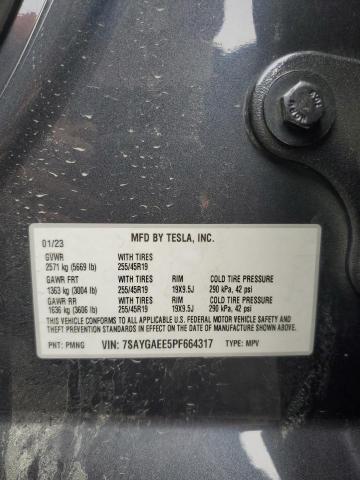 MFD BY TESLA, INC.
01/23
GVWR WITH TIRES
2571 kg (5669 lb) 255/45R19
GAWR FRT WITH TIRES RIM COLD TIRE PRESSURE
1363 kg (3004 lb) 255/45R19 19X9.5J 290 kPa, 42 psi
GAWR RR WITH TIRES RIM COLD TIRE PRESSURE
1636 kg (3606 lb) 255/45R19 19X9.5J 290 kPa, 42 psi
THIS VEHICLE CONFORMS TO ALL APPLICABLE U.S. FEDERAL MOTOR VEHICLE SAFETY AND
THEFT PREVENTION STANDARDS IN EFFECT ON THE DATE OF MANUFACTURE SHOWN ABOVE.
PNT: PMNG VIN: 7SAYGAEE5PF664317 TYPE: MPV